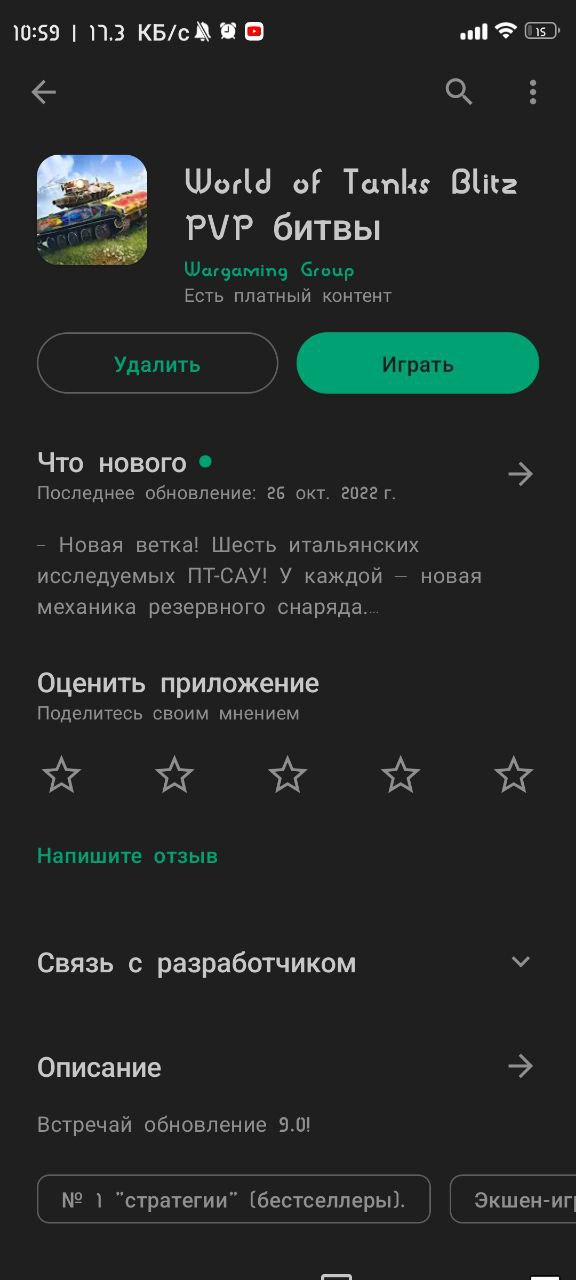 10:59 | 17.3 КБ/с 15
World of Tanks Blitz
PVP битвы
Wargaming Group
Есть платный контент
Удалить Играть
Что нового
Последнее обновление: 26 окт. 2022 г.
– Новая ветка! Шесть итальянских
исследуемых ПТ-САУ! У каждой — новая
механика резервного снаряда....
Оценить приложение
Поделитесь своим мнением
Напишите отзыв
Связь с разработчиком
Описание
Встречай обновление 9.0!
№ 1 "стратегии" (бестселлеры). Экшен-игр